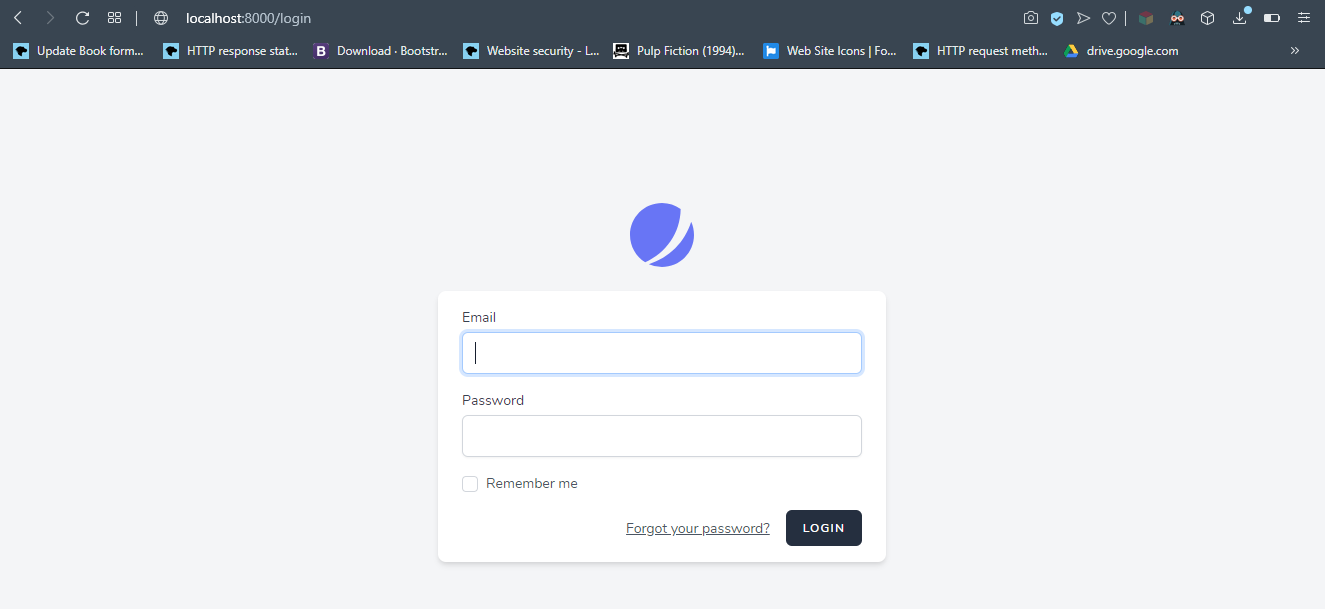 localhost:8000/login
Update Book form... HTTP response stat... B Download · Bootstr... Website security - L... Pulp Fiction (1994)... Web Site Icons | Fo... HTTP request meth... drive.google.com »
Email
Password
Remember me
Forgot your password? LOGIN